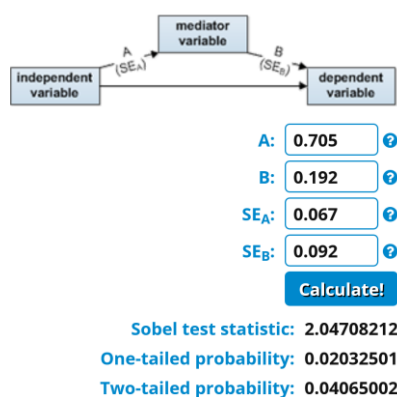 mediator
variable
A
(SEA)
B
(SEB)
independent
variable
dependent
variable
A: 0.705 ?
B: 0.192 ?
SEA: 0.067 ?
SEB: 0.092 ?
Calculate!
Sobel test statistic: 2.04708212
One-tailed probability: 0.02032501
Two-tailed probability: 0.04065002